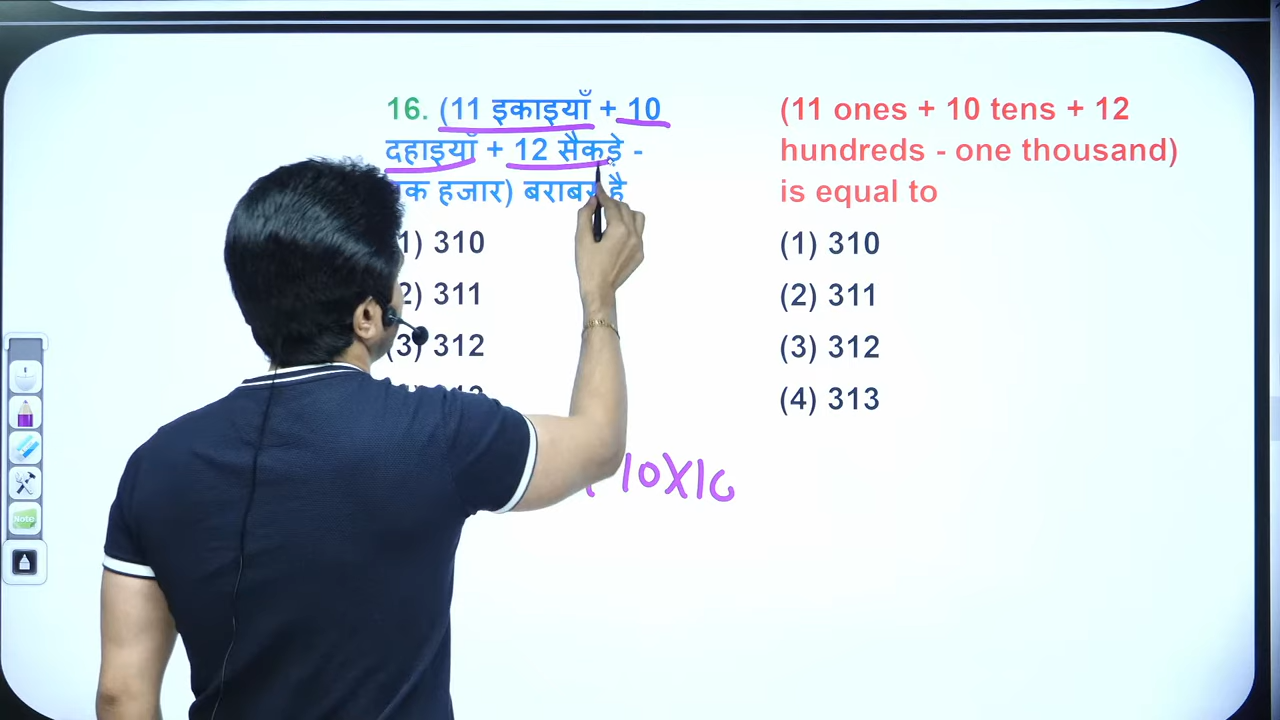 16. (11 इकाइयाँ + 10
दहाइयाँ + 12 सैकड़े -
हजार) बराबर है
1) 310
2) 311
(3) 312
(11 ones + 10 tens + 12
hundreds - one thousand)
is equal to
(1) 310
(2) 311
(3) 312
(4) 313
10X10
Note